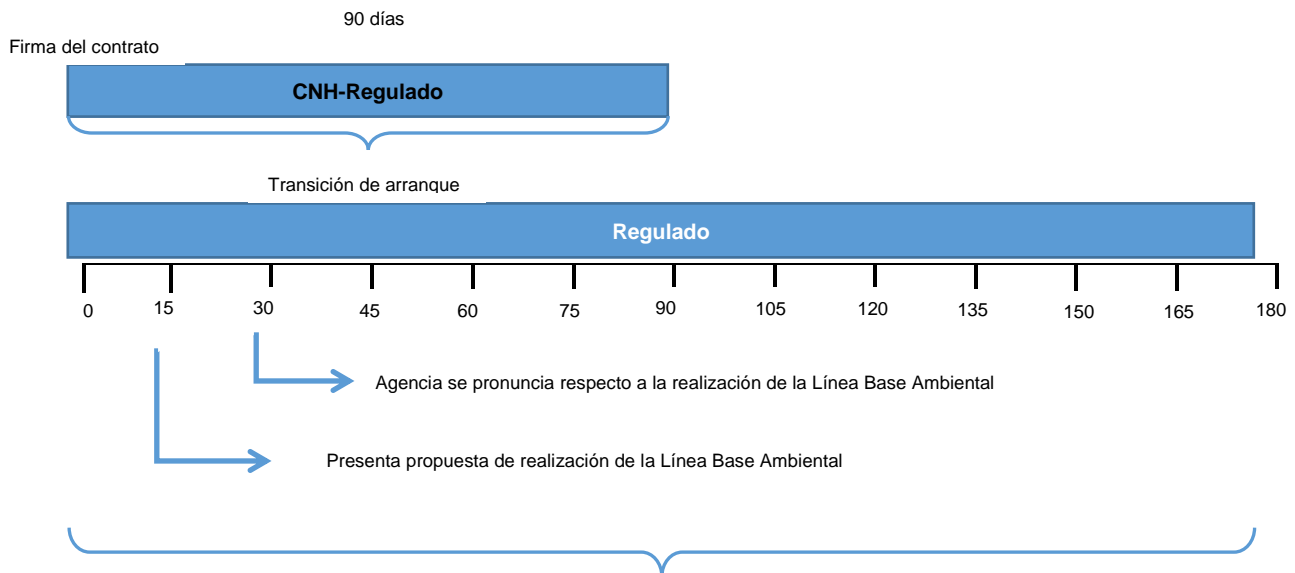 90 días
Firma del contrato
CNH-Regulado
Transición de arranque
Regulado
0 15 30 45 60 75 90 105 120 135 150 165 180
Agencia se pronuncia respecto a la realización de la Línea Base Ambiental
Presenta propuesta de realización de la Línea Base Ambiental